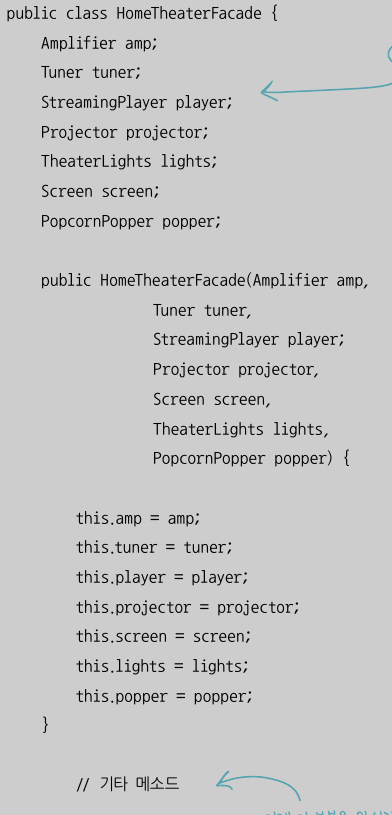 public class HomeTheaterFacade {
Amplifier amp;
Tuner tuner;
StreamingPlayer player;
Projector projector;
TheaterLights lights;
Screen screen;
PopcornPopper popper;
public HomeTheaterFacade(Amplifier amp,
Tuner tuner,
StreamingPlayer player;
Projector projector,
Screen screen,
TheaterLights lights,
PopcornPopper popper) {
this.amp = amp;
this.tuner = tuner;
this.player = player;
this.projector = projector;
this.screen = screen;
this.lights = lights;
this.popper = popper;
}
// 기타 메소드